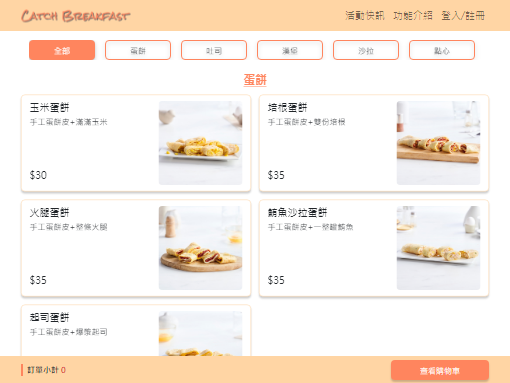 CATCH BREAKFAST
活動快訊 功能介紹 登入/註冊
全部 蛋餅 吐司 漢堡 沙拉 點心
蛋餅
玉米蛋餅
手工蛋餅皮+滿滿玉米
$30
培根蛋餅
手工蛋餅皮+雙份培根
$35
火腿蛋餅
手工蛋餅皮+整條火腿
$35
鮪魚沙拉蛋餅
手工蛋餅皮+一整罐鮪魚
$35
起司蛋餅
手工蛋餅皮+爆漿起司
訂單小計 0
查看購物車